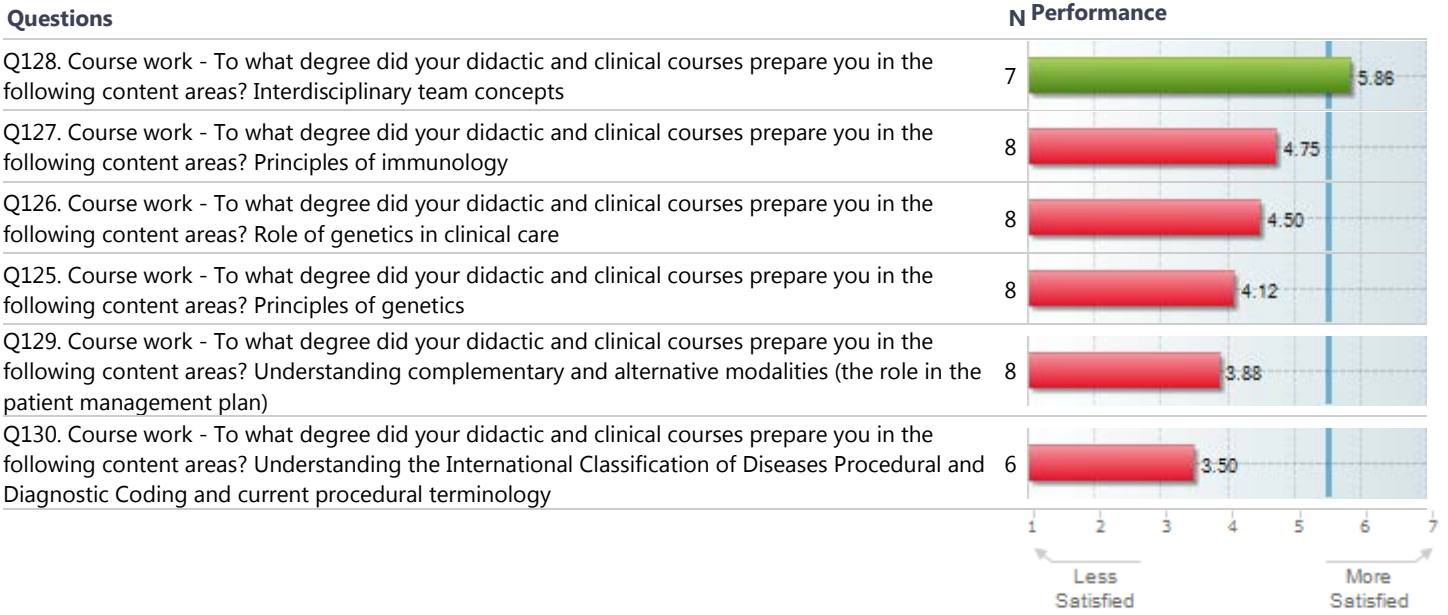 Questions N Performance
Q128. Course work - To what degree did your didactic and clinical courses prepare you in the
following content areas? Interdisciplinary team concepts
7
5.86
Q127. Course work - To what degree did your didactic and clinical courses prepare you in the
following content areas? Principles of immunology
8
4.75
Q126. Course work - To what degree did your didactic and clinical courses prepare you in the
following content areas? Role of genetics in clinical care
8
4.50
Q125. Course work - To what degree did your didactic and clinical courses prepare you in the
following content areas? Principles of genetics
8
4.12
Q129. Course work - To what degree did your didactic and clinical courses prepare you in the
following content areas? Understanding complementary and alternative modalities (the role in the
patient management plan)
8
3.88
Q130. Course work - To what degree did your didactic and clinical courses prepare you in the
following content areas? Understanding the International Classification of Diseases Procedural and
Diagnostic Coding and current procedural terminology
6
3.50
1 2 3 4 5 6 7
Less
Satisfied
More
Satisfied